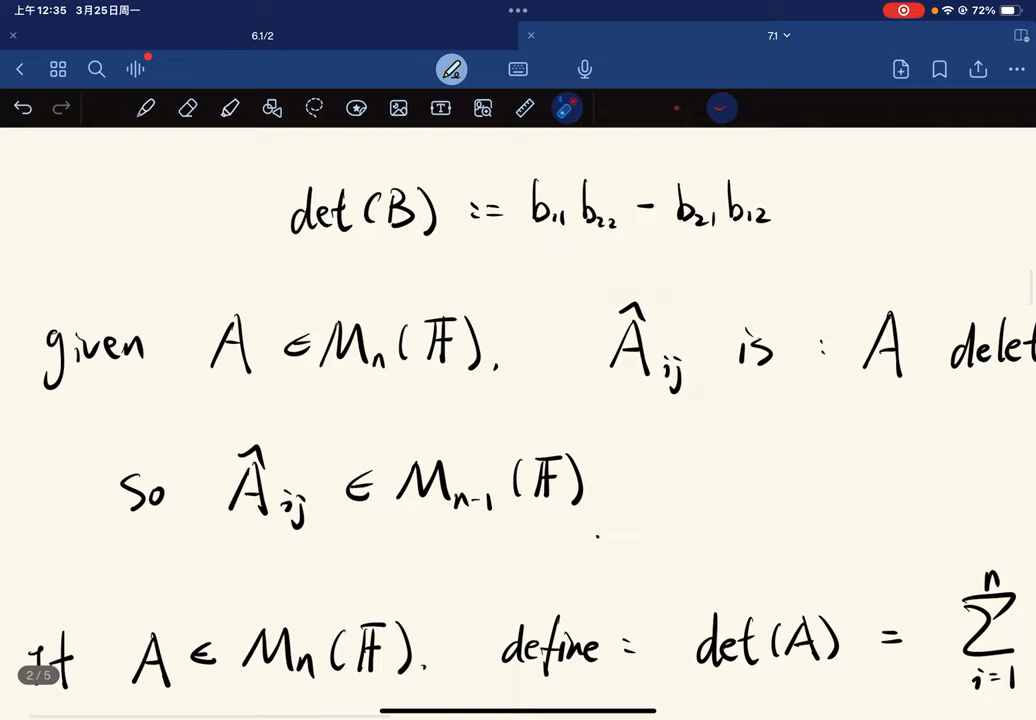 上午12:35 3月25日周一
72%
6.1/2
7.1
det(B) := b₁₁ b₂₂ - b₂₁ b₁₂
given A ∈ Mₙ(𝔽). Âᵢⱼ is : A delet
so Âᵢⱼ ∈ Mₙ₋₁(𝔽)
If A ∈ Mₙ(𝔽). define : det(A) = ∑ⁿᵢ₌₁
2/5